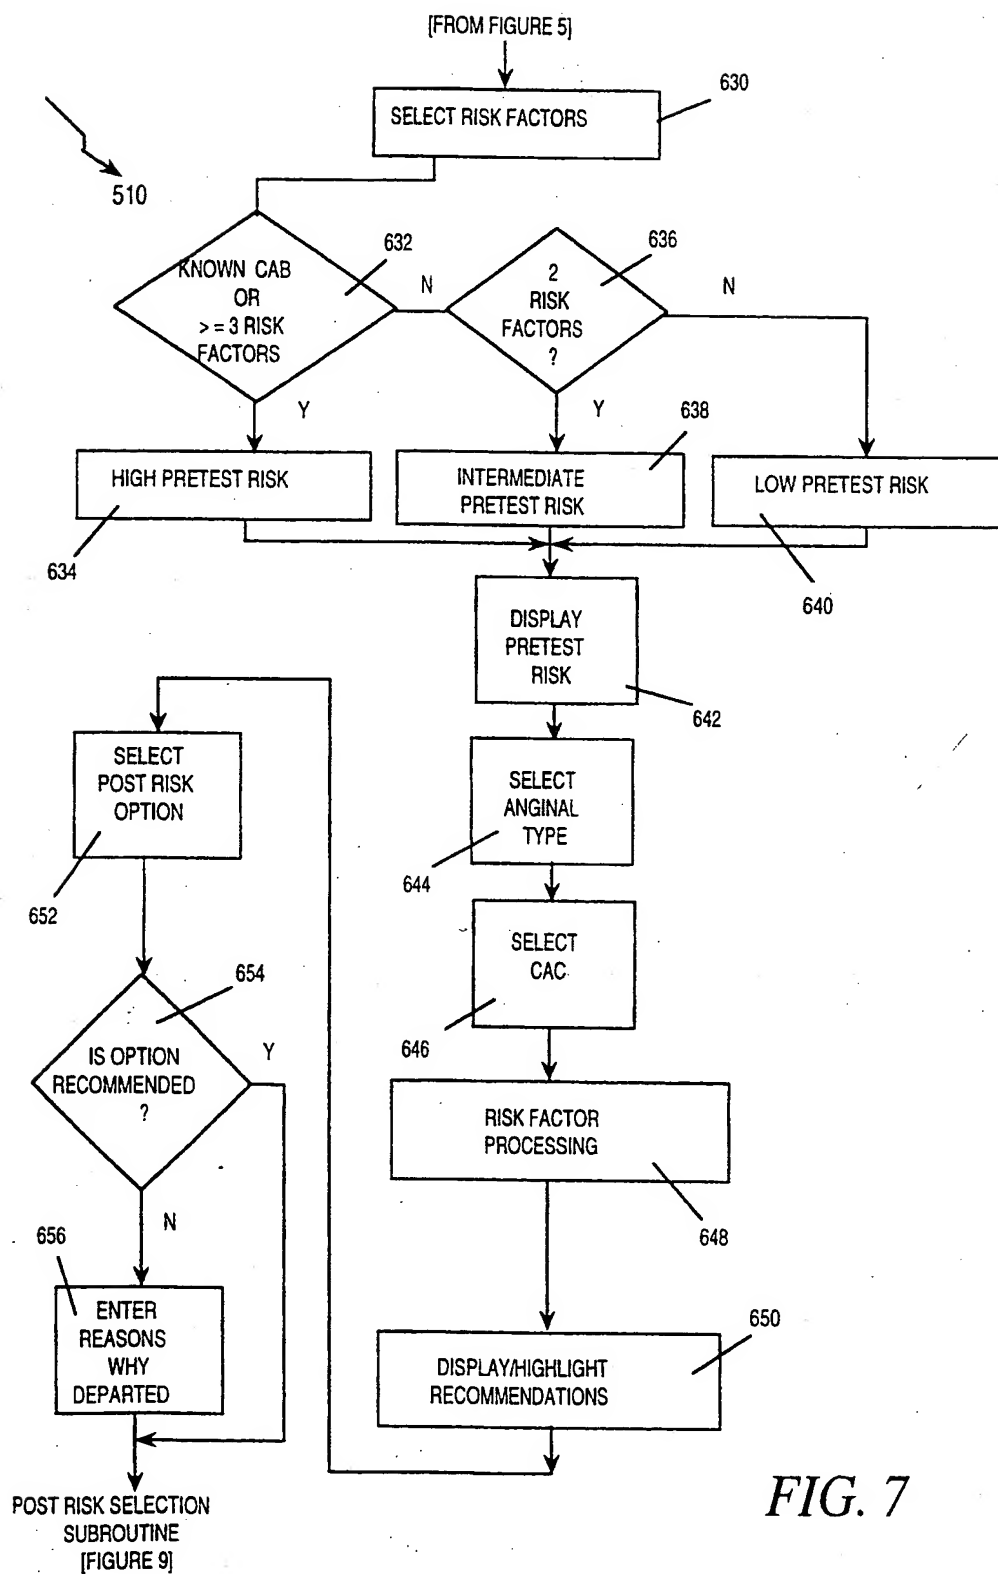 [FROM FIGURE 5]
630
SELECT RISK FACTORS
510
632
KNOWN CAB
OR
>= 3 RISK
FACTORS
N
636
2
RISK
FACTORS
?
N
Y
Y
638
HIGH PRETEST RISK
INTERMEDIATE
PRETEST RISK
LOW PRETEST RISK
634
640
DISPLAY
PRETEST
RISK
642
SELECT
POST RISK
OPTION
652
SELECT
ANGINAL
TYPE
644
SELECT
CAC
646
654
IS OPTION
RECOMMENDED
?
Y
N
RISK FACTOR
PROCESSING
648
656
ENTER
REASONS
WHY
DEPARTED
650
DISPLAY/HIGHLIGHT
RECOMMENDATIONS
POST RISK SELECTION
SUBROUTINE
[FIGURE 9]
FIG. 7